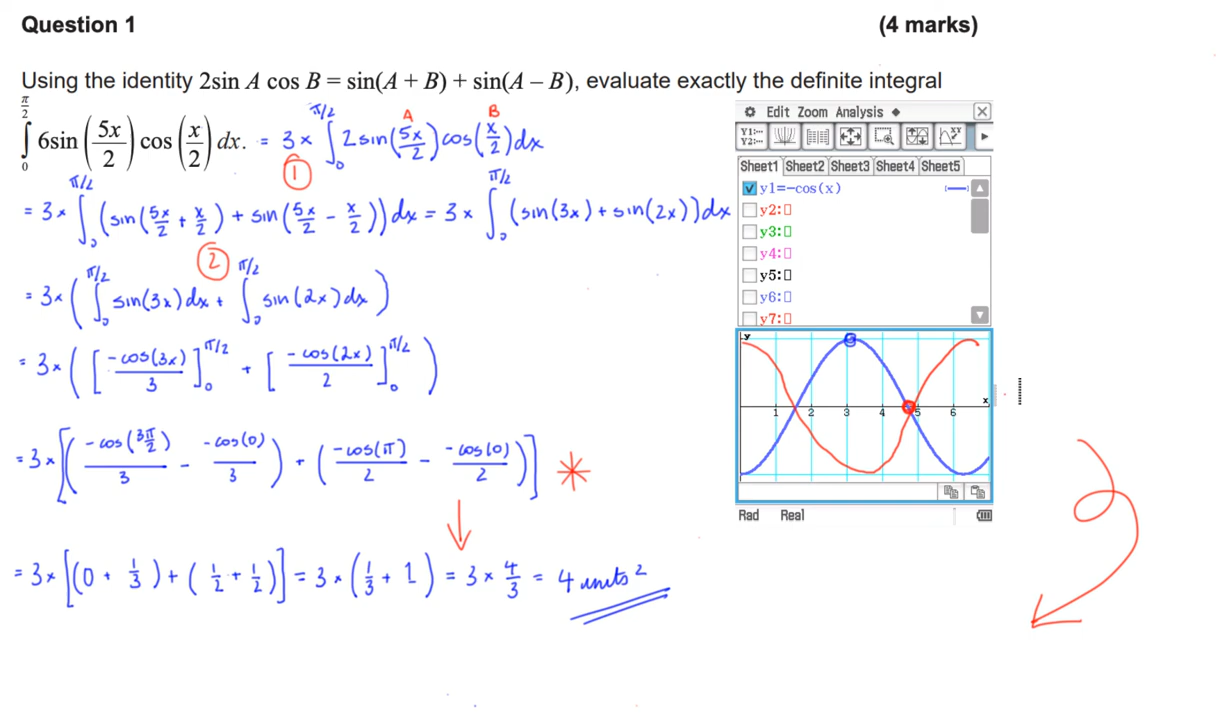 Question 1 (4 marks)
Using the identity 2sin A cos B = sin(A + B) + sin(A – B), evaluate exactly the definite integral
∫₀^(π/2) 6sin(5x/2) cos(x/2) dx. = 3 × ∫₀^(π/2) 2sin(5x/2) cos(x/2) dx
A B
①
= 3 × ∫₀^(π/2) (sin(5x/2 + x/2) + sin(5x/2 - x/2)) dx = 3 × ∫₀^(π/2) (sin(3x) + sin(2x)) dx
②
= 3 × (∫₀^(π/2) sin(3x) dx + ∫₀^(π/2) sin(2x) dx)
= 3 × ([-cos(3x)/3]₀^(π/2) + [-cos(2x)/2]₀^(π/2))
= 3 × [(-cos(3π/2)/3 - -cos(0)/3) + (-cos(π)/2 - -cos(0)/2)] *
= 3 × [(0 + 1/3) + (1/2 + 1/2)] = 3 × (1/3 + 1) = 3 × 4/3 = 4 units²
Edit Zoom Analysis
Y1:... Y2:...
Sheet1 Sheet2 Sheet3 Sheet4 Sheet5
y1=-cos(x)
y2:
y3:
y4:
y5:
y6:
y7:
y
x
1 2 3 4 5 6
Rad Real